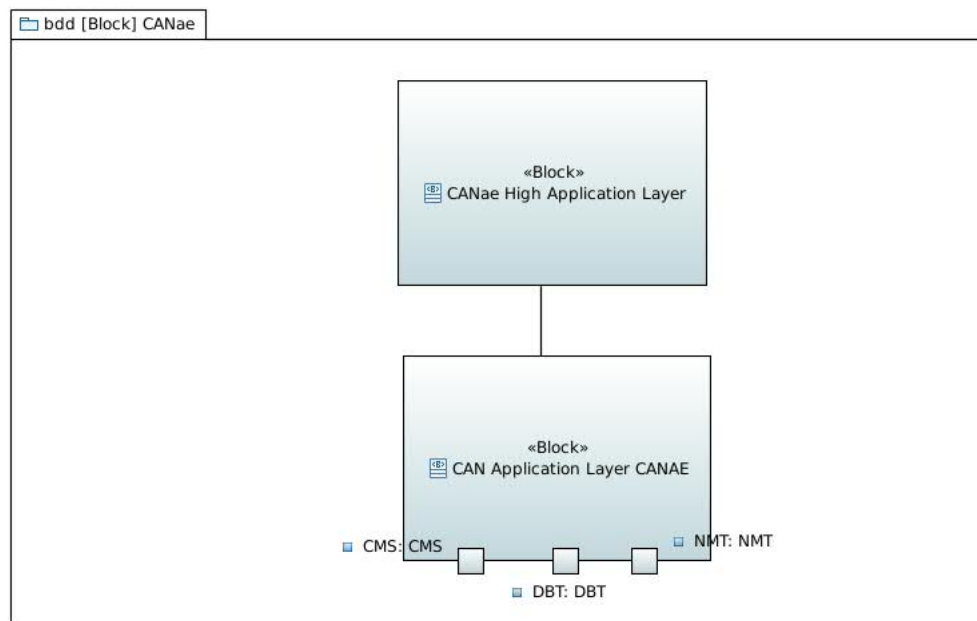 bdd [Block] CANae
«Block»
CANae High Application Layer
«Block»
CAN Application Layer CANAE
CMS: CMS
NMT: NMT
DBT: DBT